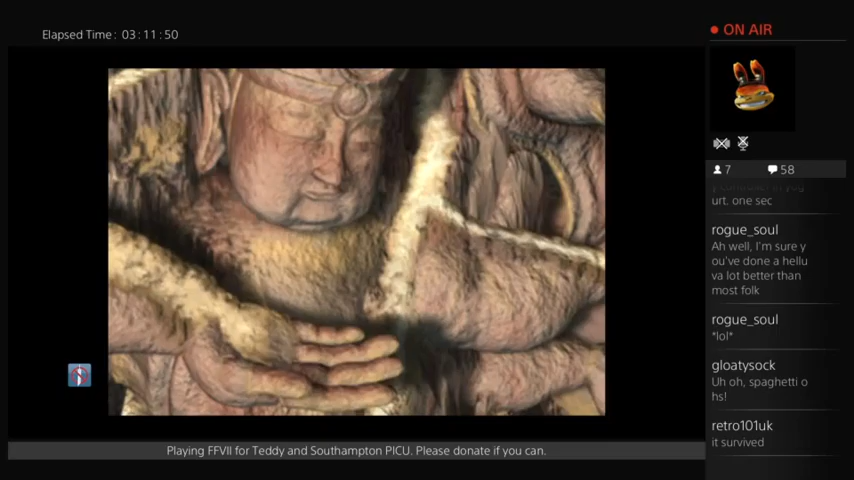 Elapsed Time: 03:11:50
ON AIR
7
58
urt. one sec
rogue_soul
Ah well, I'm sure y
ou've done a hellu
va lot better than
most folk
rogue_soul
*lol*
gloatysock
Uh oh, spaghetti o
hs!
retro101uk
it survived
Playing FFVII for Teddy and Southampton PICU. Please donate if you can.